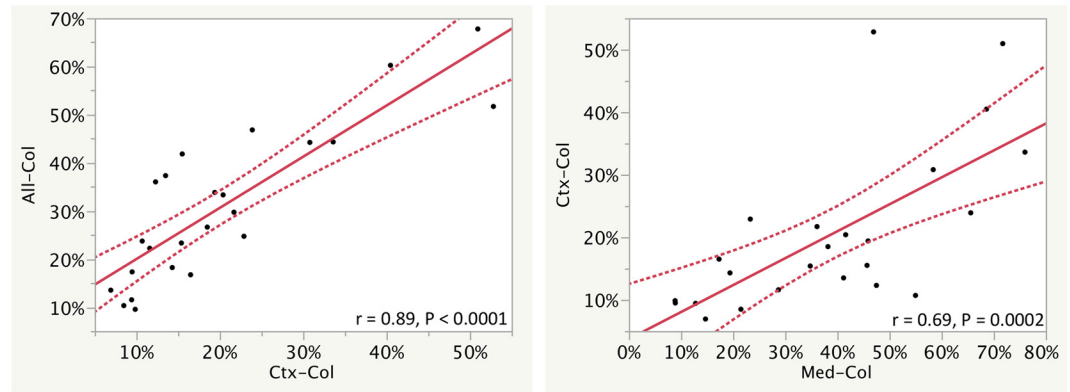 70%
60%
50%
40%
30%
20%
10%
All-Col
r = 0.89, P < 0.0001
10% 20% 30% 40% 50%
Ctx-Col
50%
40%
30%
20%
10%
Ctx-Col
r = 0.69, P = 0.0002
0% 10% 20% 30% 40% 50% 60% 70% 80%
Med-Col